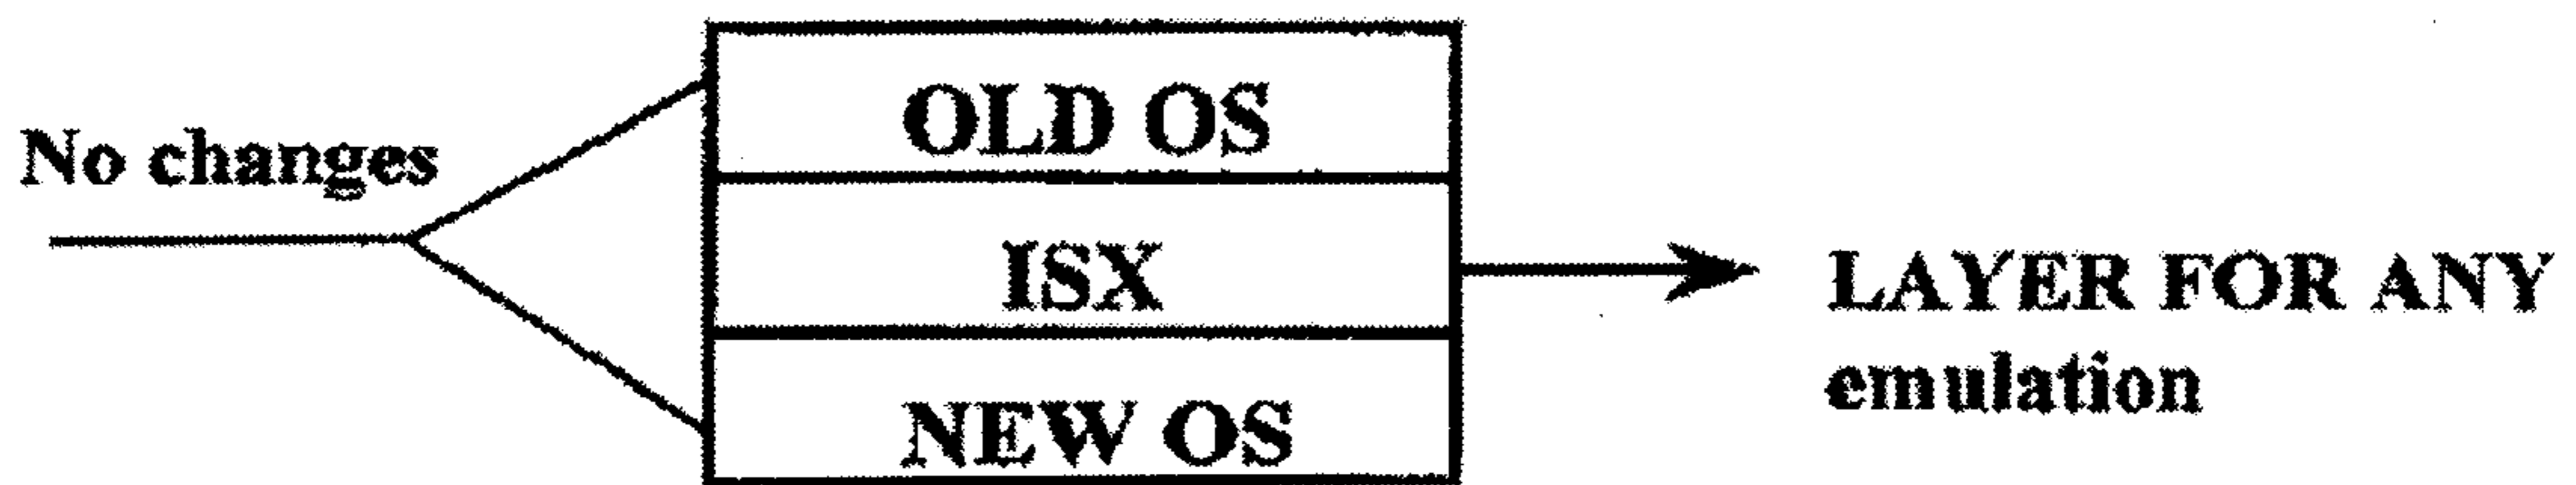 No changes
OLD OS
ISX
NEW OS
LAYER FOR ANY
emulation